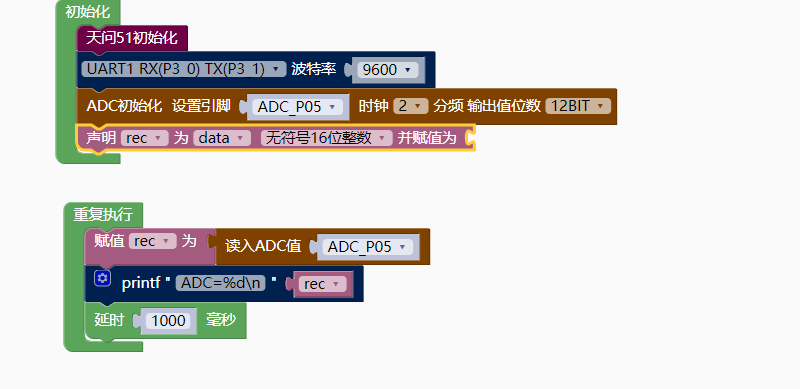 初始化
天问51初始化
UART1 RX(P3_0) TX(P3_1) 波特率 9600
ADC初始化 设置引脚 ADC_P05 时钟 2 分频 输出值位数 12BIT
声明 rec 为 data 无符号16位整数 并赋值为
重复执行
赋值 rec 为 读入ADC值 ADC_P05
printf " ADC=%d\n " rec
延时 1000 毫秒